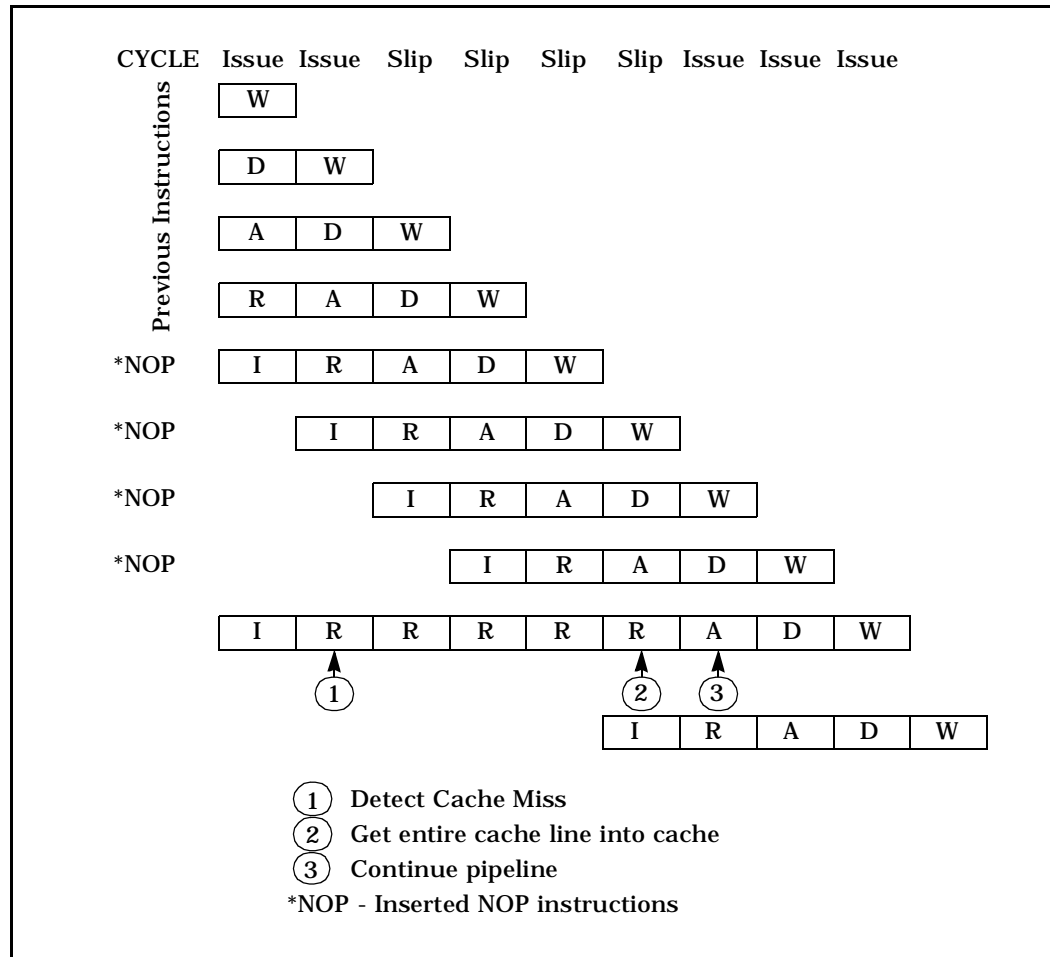 CYCLE Issue Issue Slip Slip Slip Slip Issue Issue Issue
Previous Instructions
W
D W
A D W
R A D W
*NOP I R A D W
*NOP I R A D W
*NOP I R A D W
*NOP I R A D W
I R R R R R A D W
1 2 3
I R A D W
1 Detect Cache Miss
2 Get entire cache line into cache
3 Continue pipeline
*NOP - Inserted NOP instructions